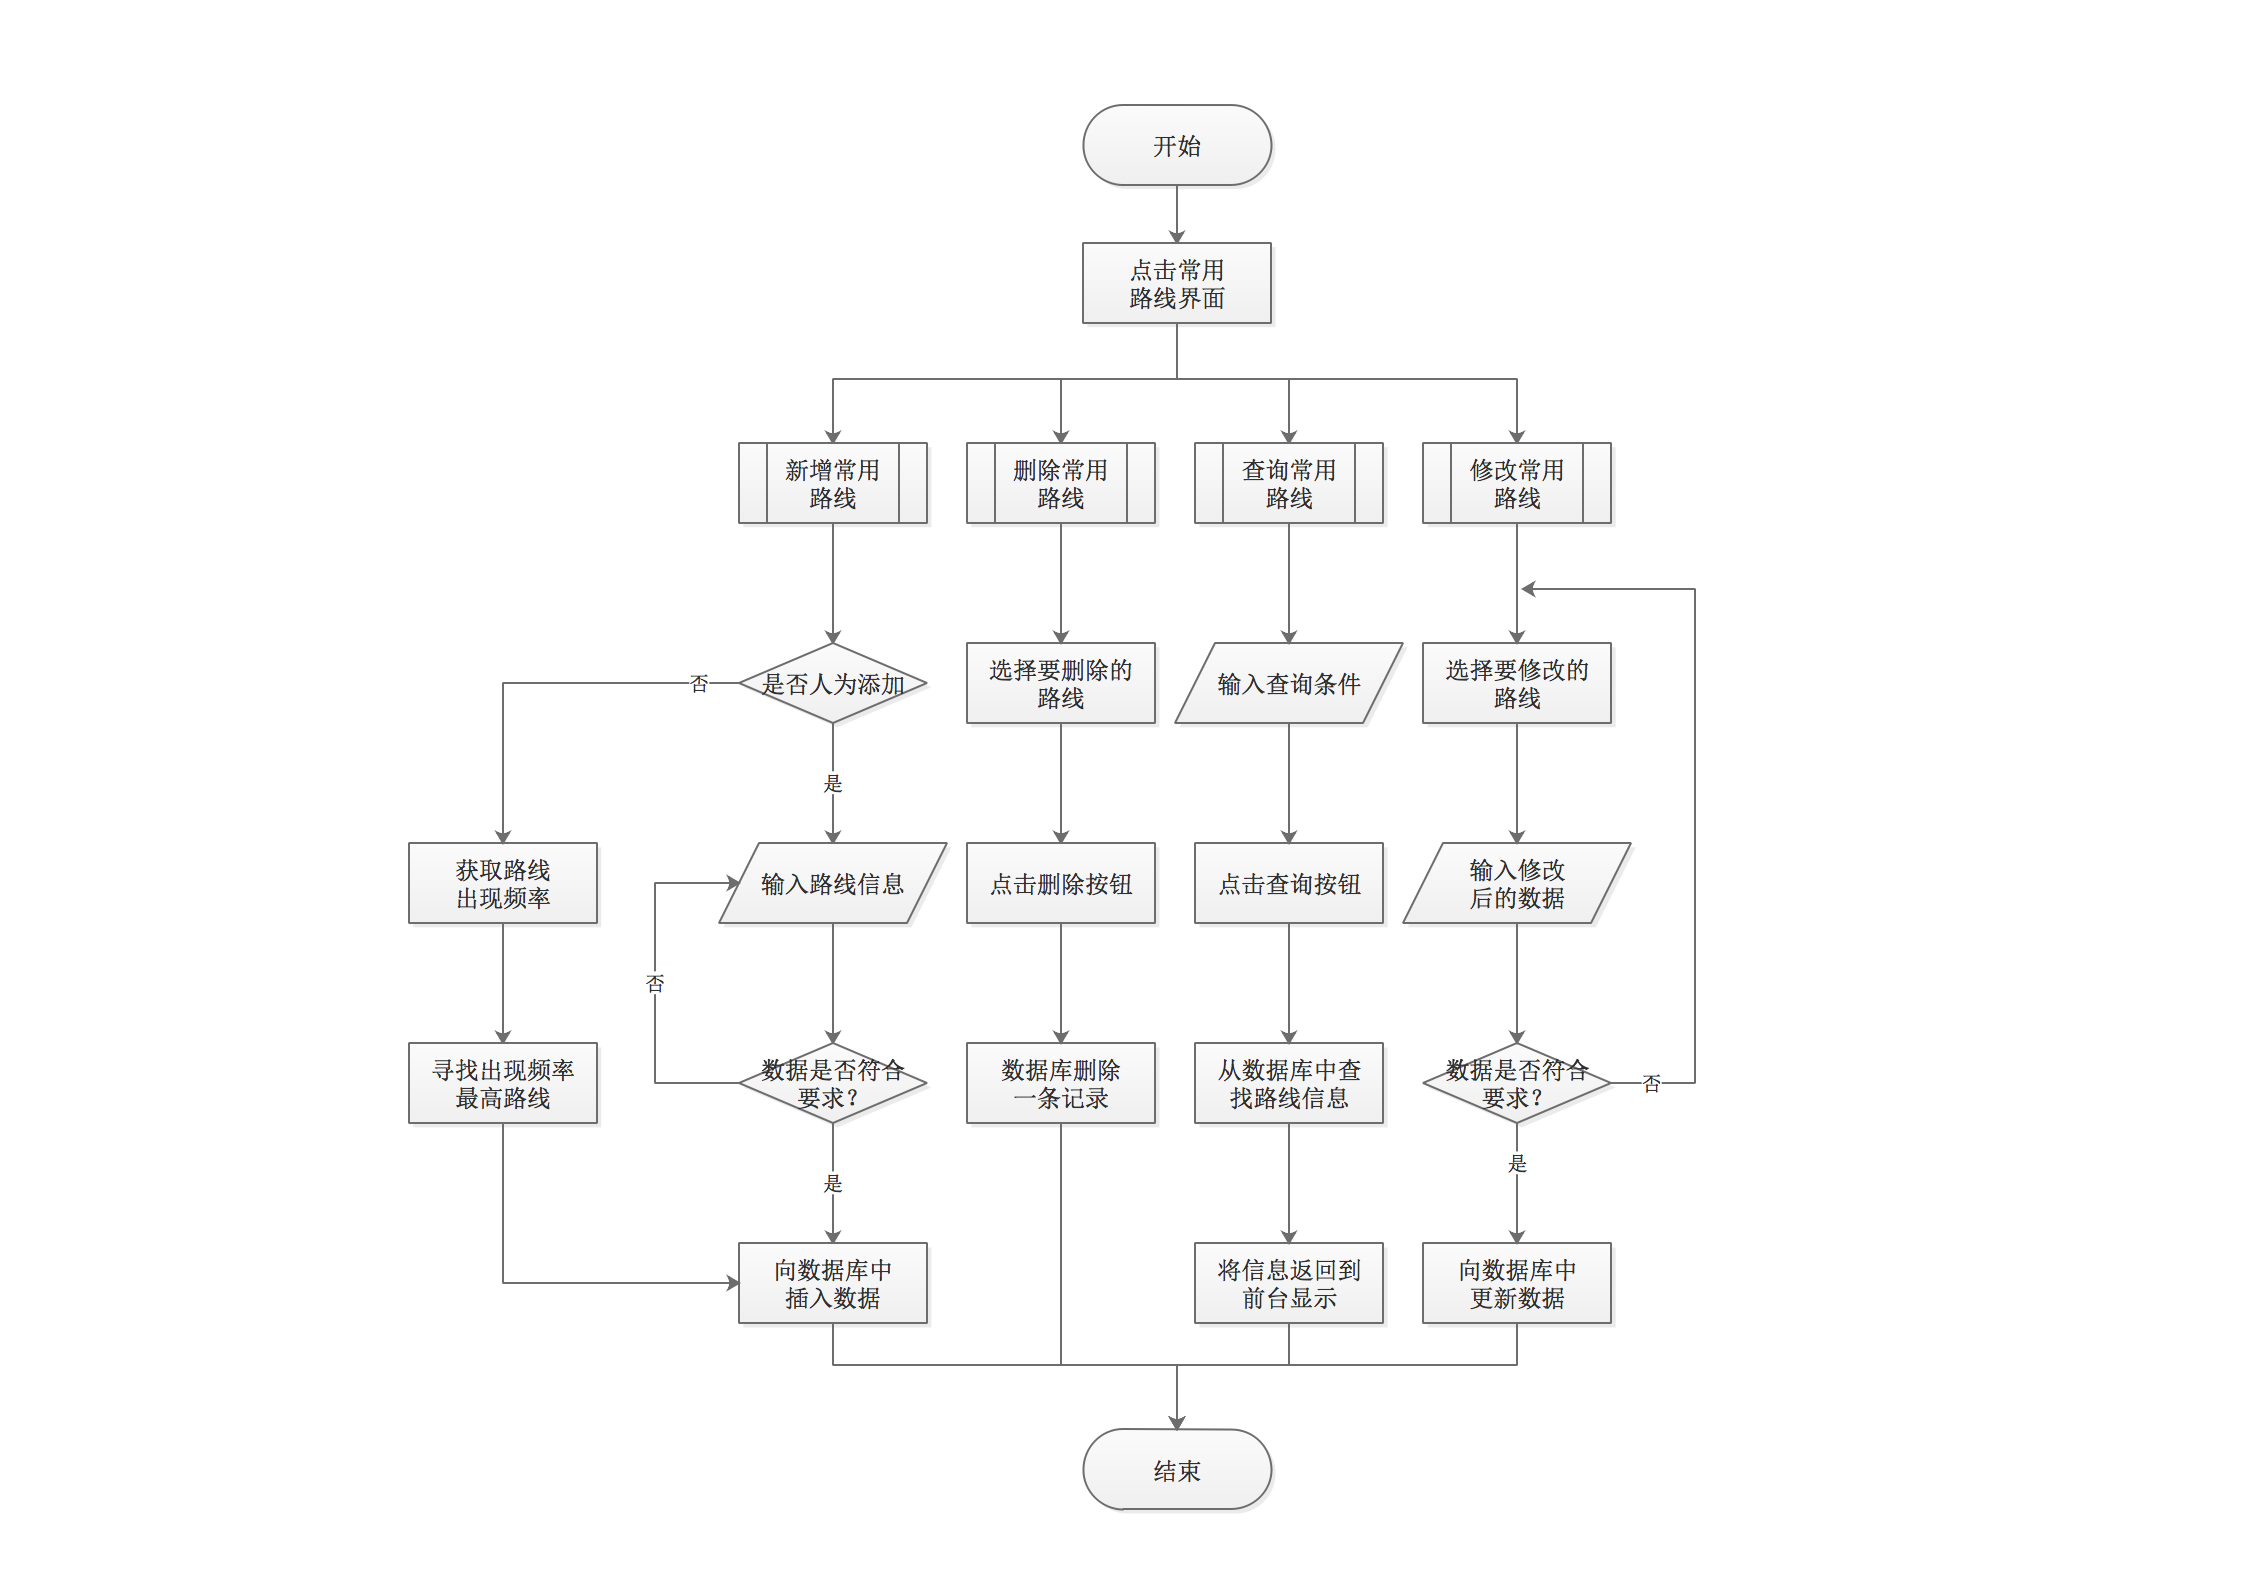 开始
点击常用
路线界面
新增常用
路线
删除常用
路线
查询常用
路线
修改常用
路线
否
是否人为添加
选择要删除的
路线
输入查询条件
选择要修改的
路线
是
获取路线
出现频率
输入路线信息
点击删除按钮
点击查询按钮
输入修改
后的数据
否
寻找出现频率
最高路线
数据是否符合
要求？
数据库删除
一条记录
从数据库中查
找路线信息
数据是否符合
要求？
否
是
是
向数据库中
插入数据
将信息返回到
前台显示
向数据库中
更新数据
结束